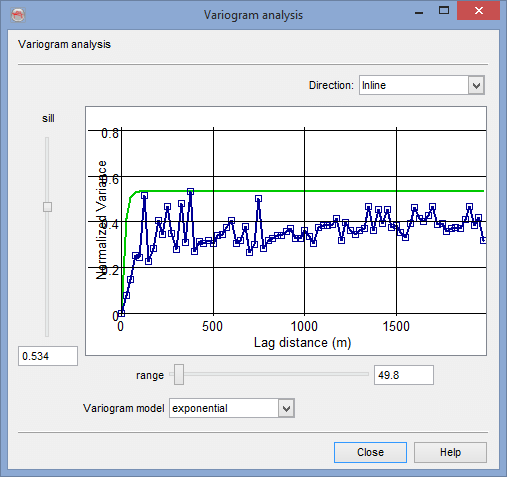 Variogram analysis
Variogram analysis
Direction: Inline
sill
0.8
0.6
0.4
0.2
0
Normalized Variance
0 500 1000 1500
Lag distance (m)
0.534
range 49.8
Variogram model exponential
Close Help